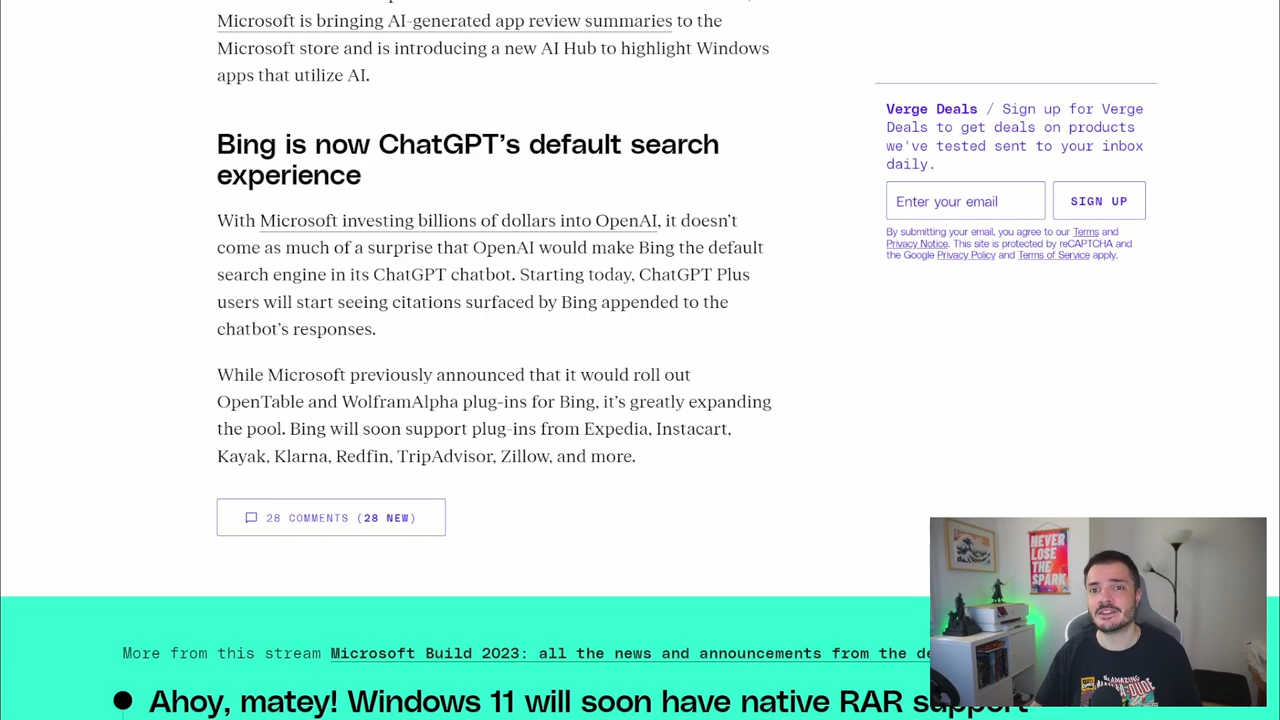 Microsoft is bringing AI-generated app review summaries to the
Microsoft store and is introducing a new AI Hub to highlight Windows
apps that utilize AI.
Bing is now ChatGPT’s default search
experience
With Microsoft investing billions of dollars into OpenAI, it doesn’t
come as much of a surprise that OpenAI would make Bing the default
search engine in its ChatGPT chatbot. Starting today, ChatGPT Plus
users will start seeing citations surfaced by Bing appended to the
chatbot’s responses.
While Microsoft previously announced that it would roll out
OpenTable and WolframAlpha plug-ins for Bing, it’s greatly expanding
the pool. Bing will soon support plug-ins from Expedia, Instacart,
Kayak, Klarna, Redfin, TripAdvisor, Zillow, and more.
28 COMMENTS (28 NEW)
Verge Deals / Sign up for Verge
Deals to get deals on products
we've tested sent to your inbox
daily.
Enter your email
SIGN UP
By submitting your email, you agree to our Terms and
Privacy Notice. This site is protected by reCAPTCHA and
the Google Privacy Policy and Terms of Service apply.
More from this stream Microsoft Build 2023: all the news and announcements from the de
Ahoy, matey! Windows 11 will soon have native RAR support
NEVER
LOSE
THE
SPARK